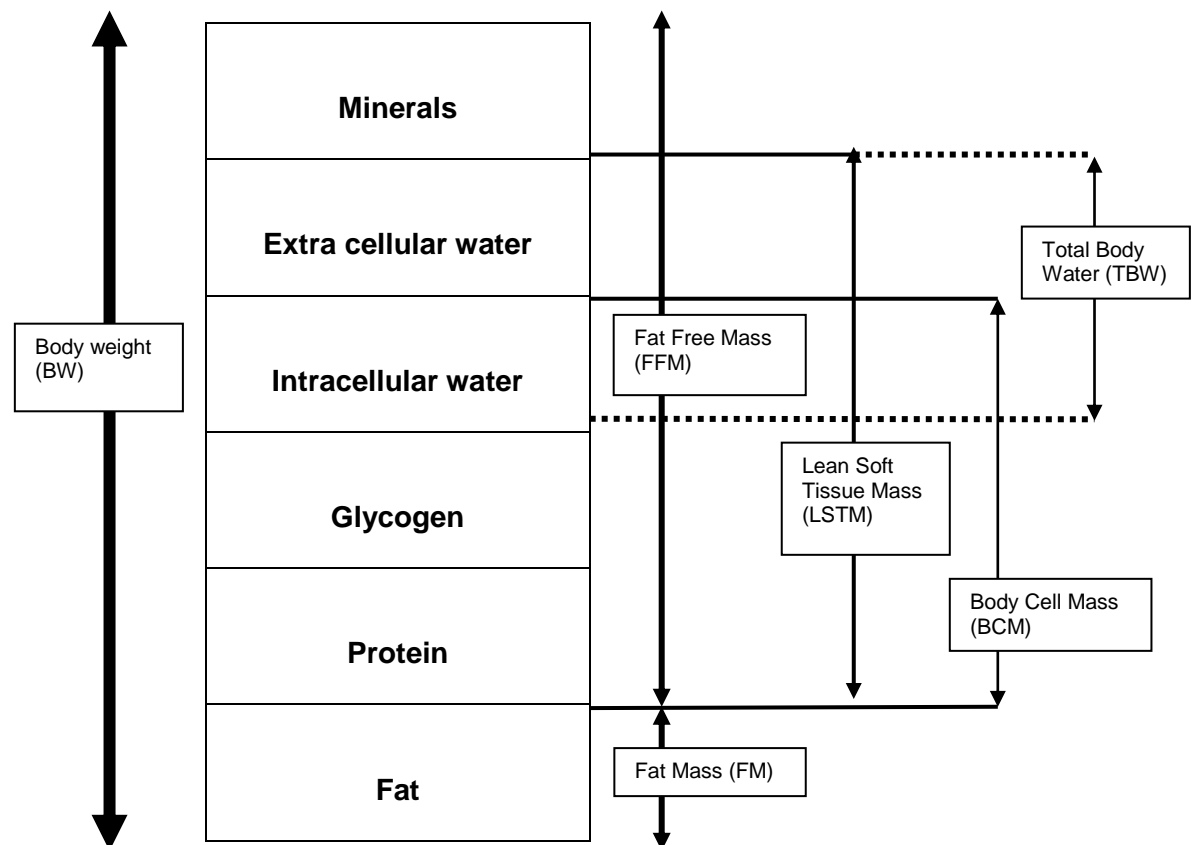 Minerals
Extra cellular water
Total Body
Water (TBW)
Body weight
(BW)
Fat Free Mass
(FFM)
Intracellular water
Lean Soft
Tissue Mass
(LSTM)
Glycogen
Body Cell Mass
(BCM)
Protein
Fat Mass (FM)
Fat